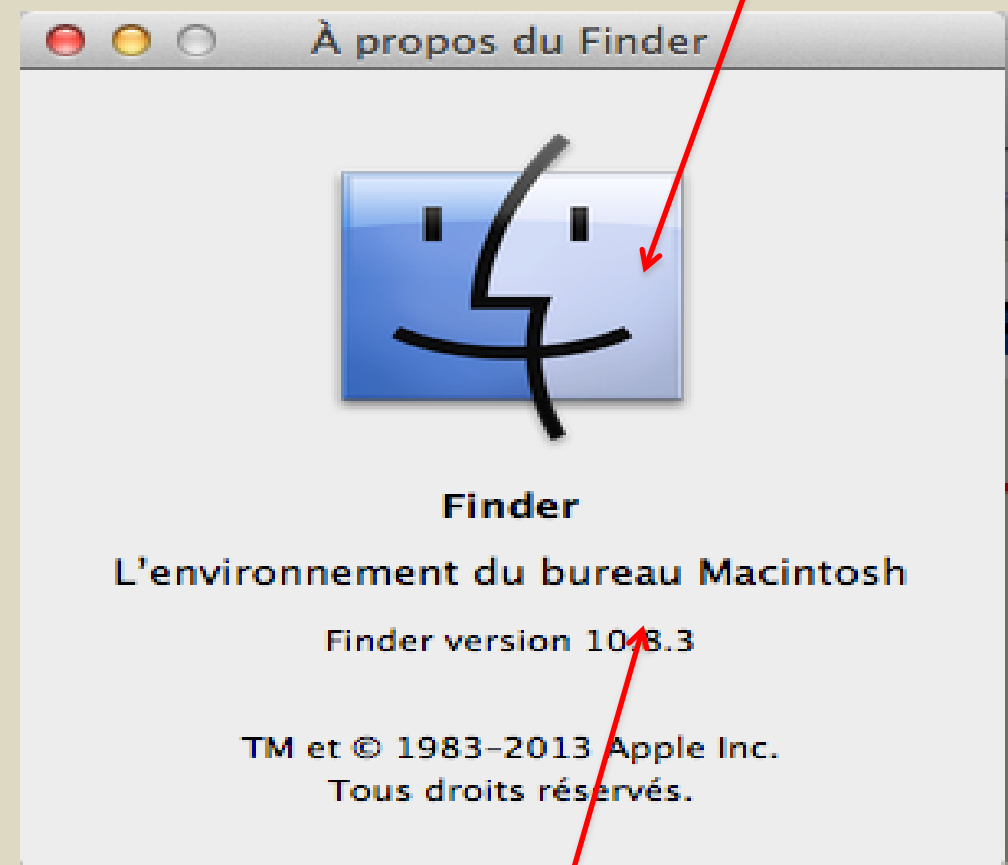 À propos du Finder
Finder
L'environnement du bureau Macintosh
Finder version 10.8.3
TM et © 1983–2013 Apple Inc.
Tous droits réservés.